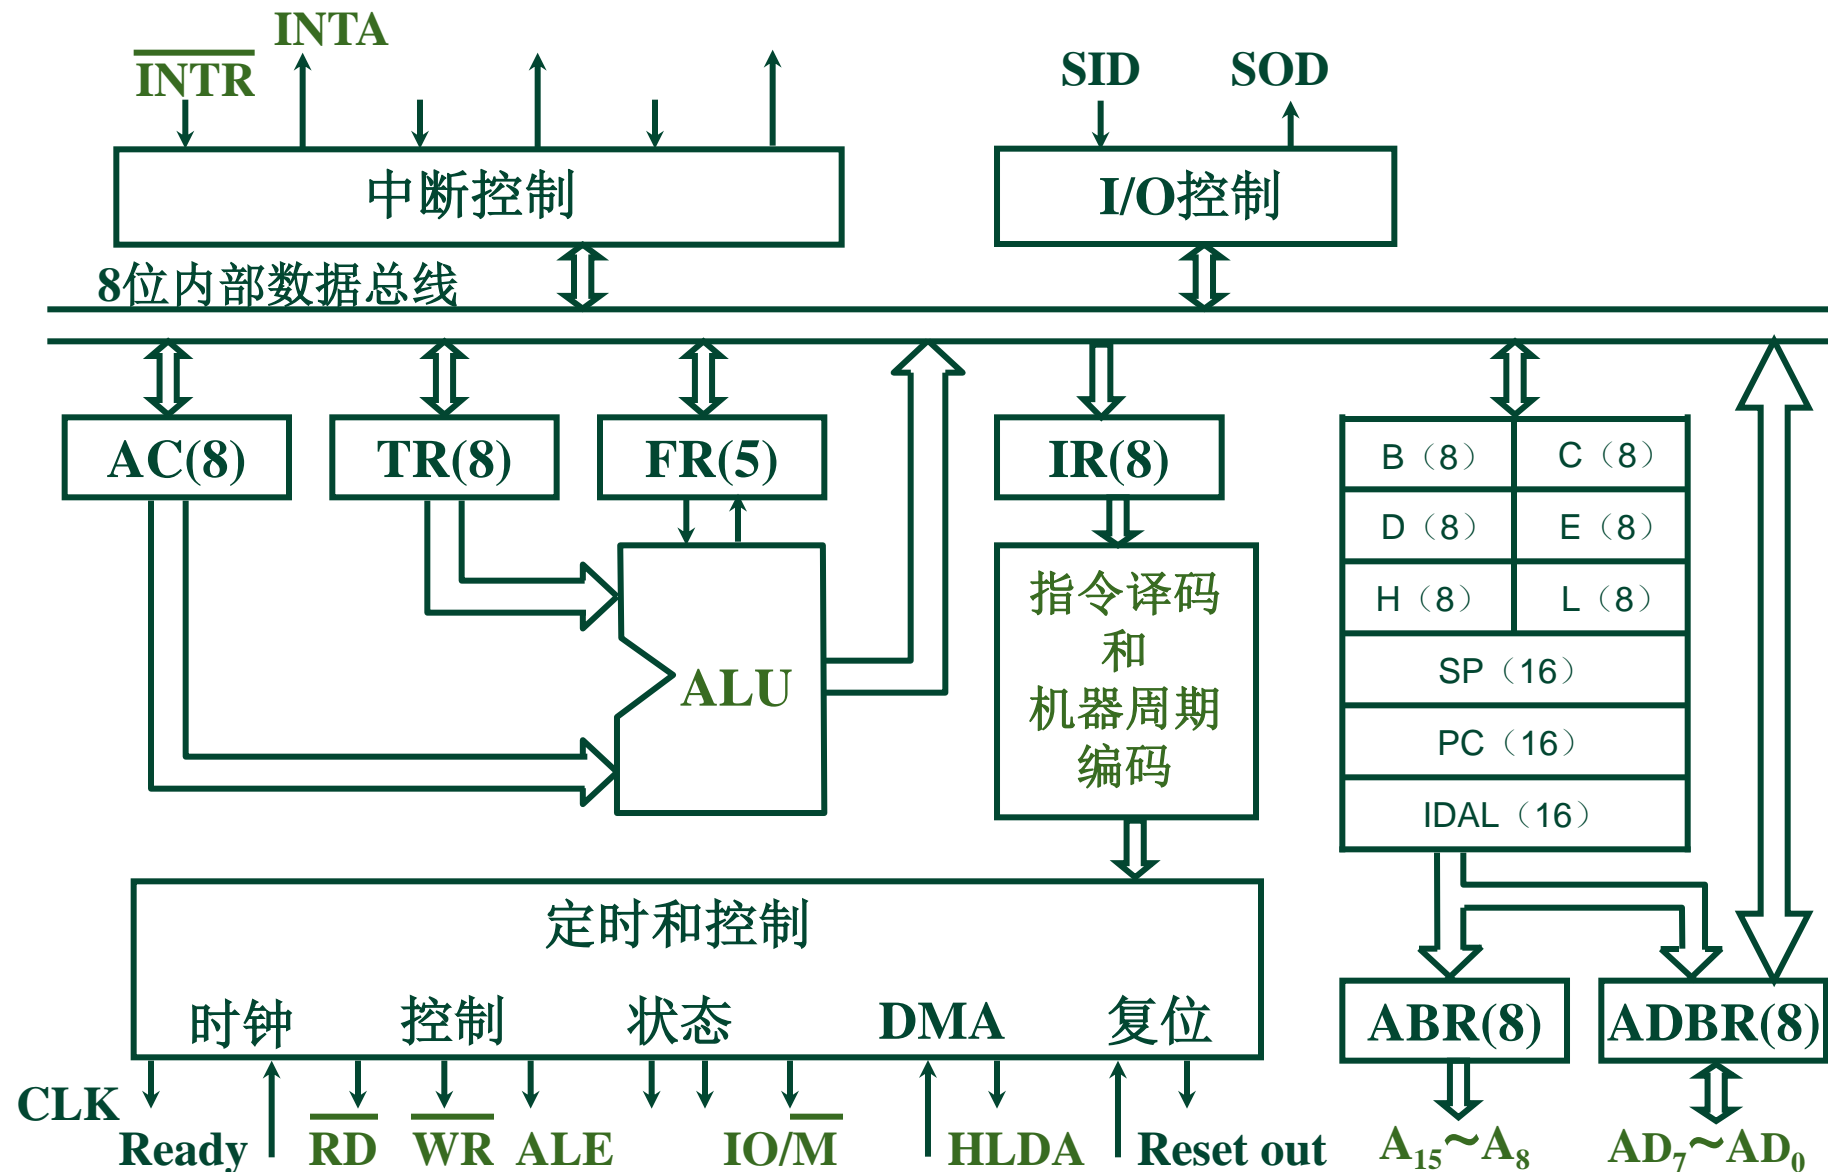 INTA
I̅N̅T̅R̅
SID
SOD
中断控制
I/O控制
8位内部数据总线
AC(8)
TR(8)
FR(5)
IR(8)
B（8）
C（8）
D（8）
E（8）
H（8）
L（8）
SP（16）
PC（16）
IDAL（16）
ALU
指令译码
和
机器周期
编码
定时和控制
时钟
控制
状态
DMA
复位
ABR(8)
ADBR(8)
CLK
Ready
R̅D̅
W̅R̅
ALE
IO/M̅
HLDA
Reset out
A₁₅～A₈
AD₇～AD₀